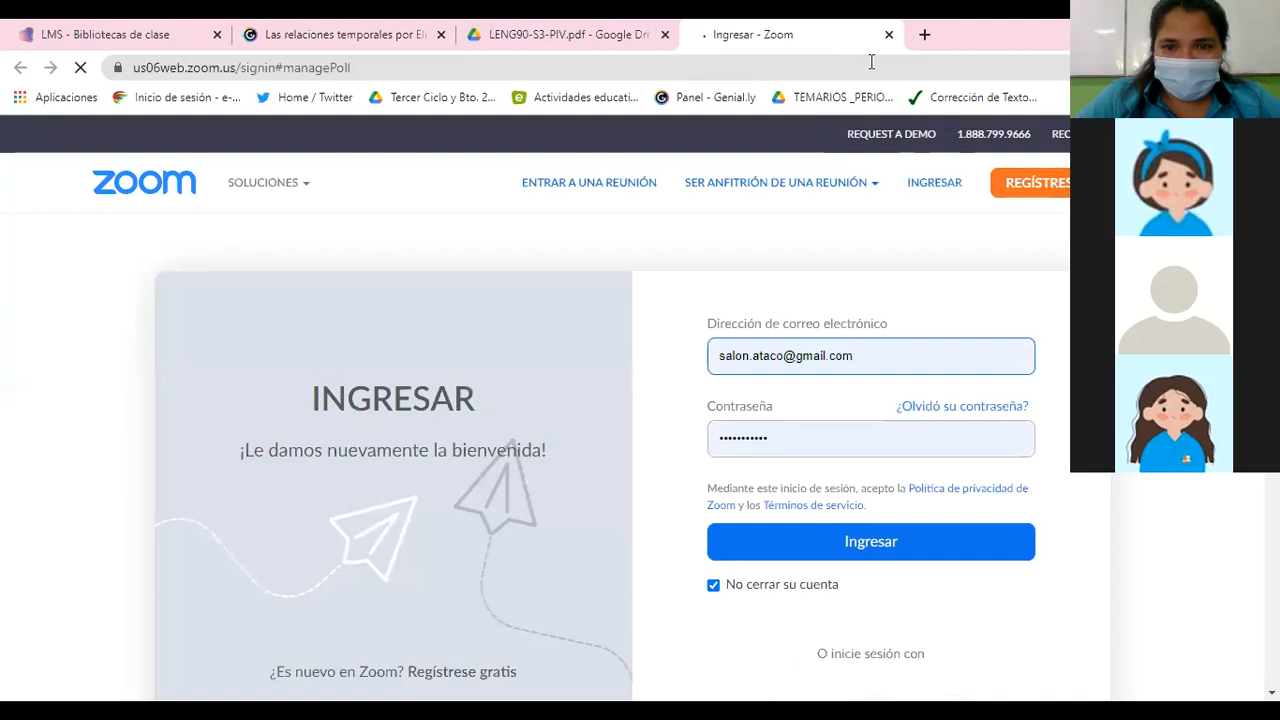 LMS - Bibliotecas de clase
Las relaciones temporales por Eli
LENG90-S3-PIV.pdf - Google Dri
Ingresar - Zoom
us06web.zoom.us/signin#managePoll
Aplicaciones
Inicio de sesión - e-...
Home / Twitter
Tercer Ciclo y Bto. 2...
Actividades educati...
Panel - Genial.ly
TEMARIOS _PERIO...
Corrección de Texto...
REQUEST A DEMO
1.888.799.9666
REC
zoom
SOLUCIONES
ENTRAR A UNA REUNIÓN
SER ANFITRIÓN DE UNA REUNIÓN
INGRESAR
REGÍSTRES
INGRESAR
¡Le damos nuevamente la bienvenida!
¿Es nuevo en Zoom? Regístrese gratis
Dirección de correo electrónico
salon.ataco@gmail.com
Contraseña
¿Olvidó su contraseña?
•••••••••••
Mediante este inicio de sesión, acepto la Política de privacidad de
Zoom y los Términos de servicio.
Ingresar
No cerrar su cuenta
O inicie sesión con